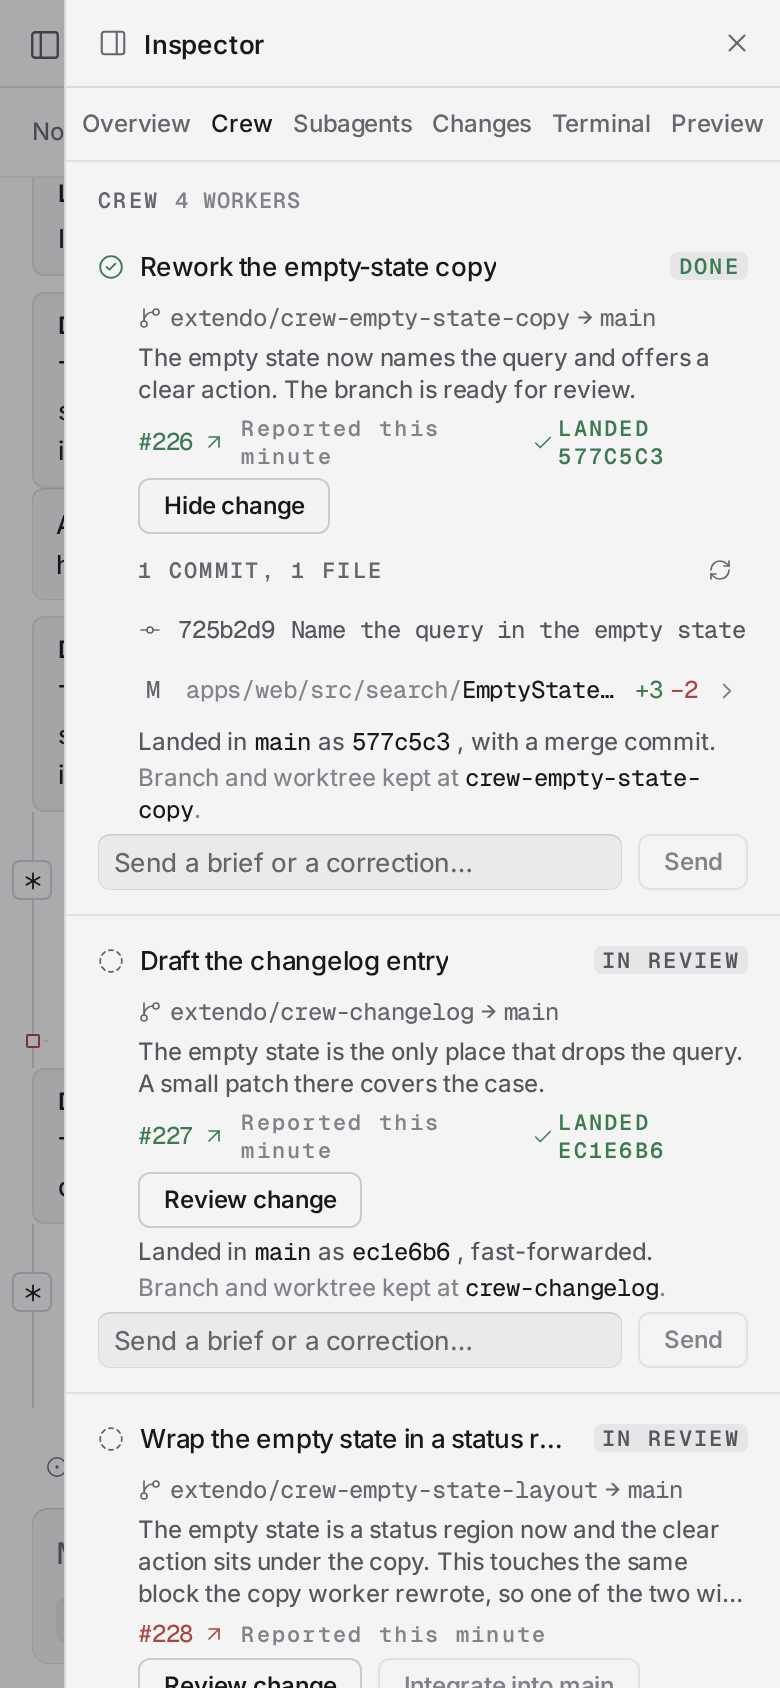 Inspector
No
Overview Crew Subagents Changes Terminal Preview
CREW 4 WORKERS
Rework the empty-state copy DONE
extendo/crew-empty-state-copy → main
The empty state now names the query and offers a
clear action. The branch is ready for review.
#226 ↗ Reported this minute ✓ LANDED 577C5C3
Hide change
1 COMMIT, 1 FILE
725b2d9 Name the query in the empty state
M apps/web/src/search/EmptyState… +3 −2
Landed in main as 577c5c3 , with a merge commit.
Branch and worktree kept at crew-empty-state-
copy.
Send a brief or a correction… Send
Draft the changelog entry IN REVIEW
extendo/crew-changelog → main
The empty state is the only place that drops the query.
A small patch there covers the case.
#227 ↗ Reported this minute ✓ LANDED EC1E6B6
Review change
Landed in main as ec1e6b6 , fast-forwarded.
Branch and worktree kept at crew-changelog.
Send a brief or a correction… Send
Wrap the empty state in a status r… IN REVIEW
extendo/crew-empty-state-layout → main
The empty state is a status region now and the clear
action sits under the copy. This touches the same
block the copy worker rewrote, so one of the two wi…
#228 ↗ Reported this minute
Review change Integrate into main